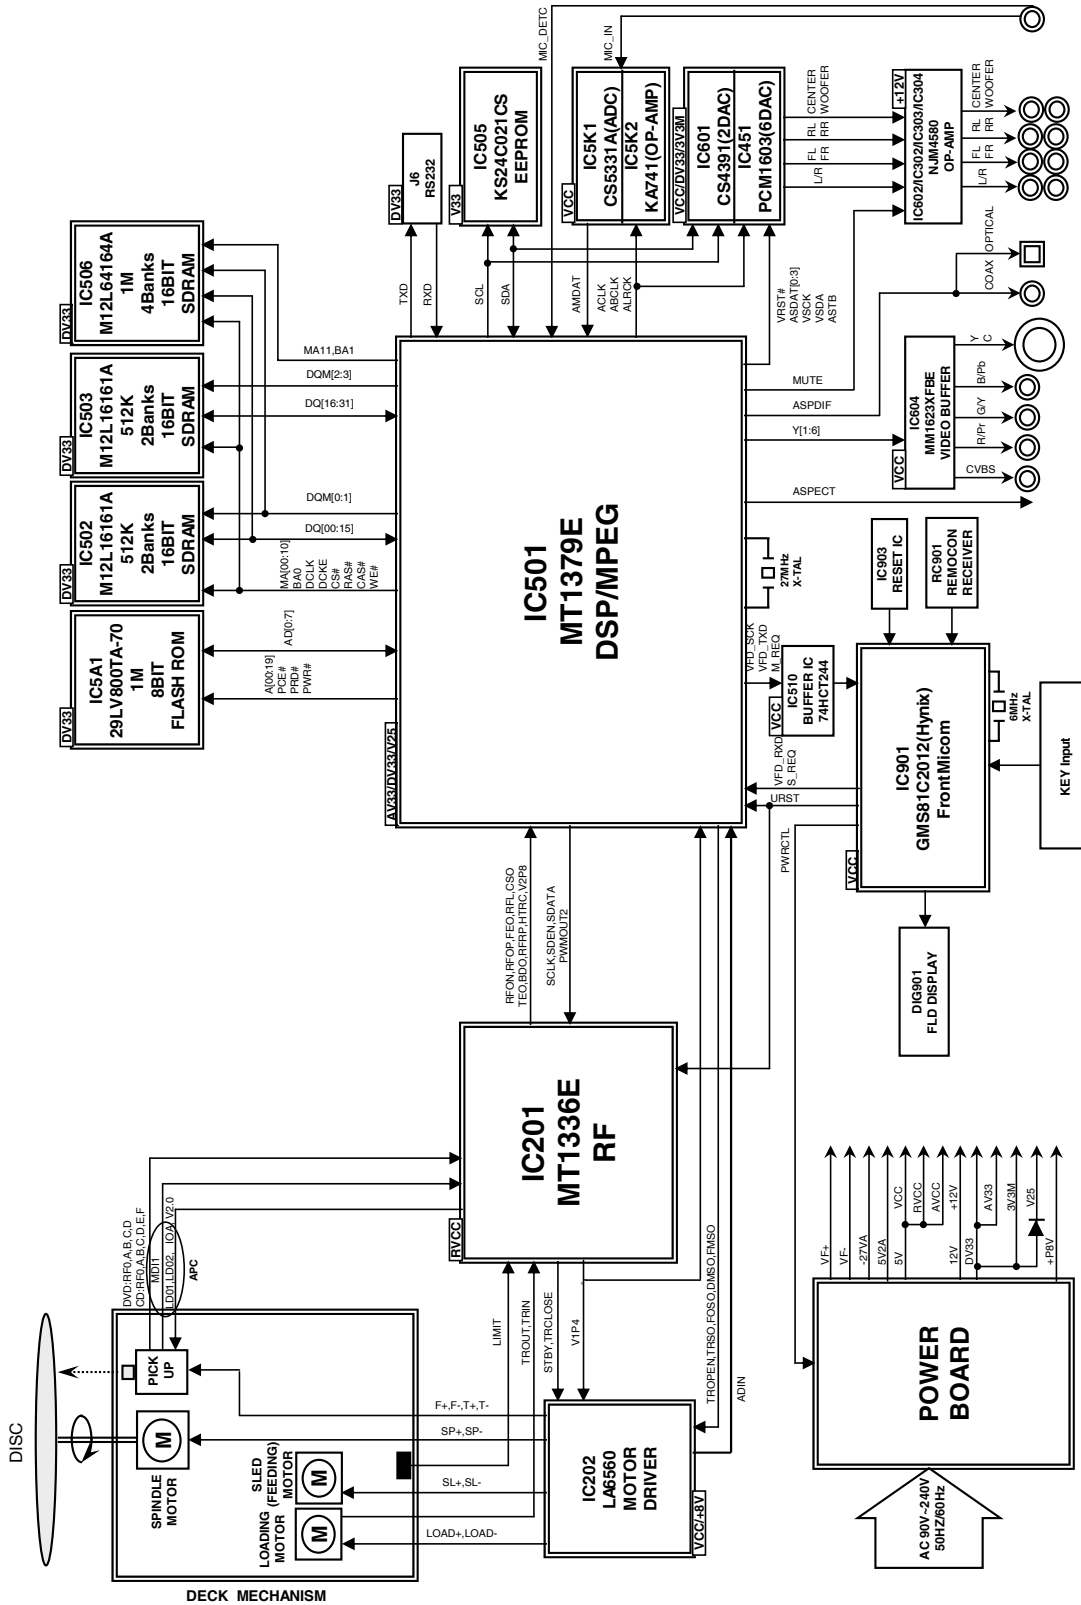 DISC
DECK MECHANISM
SPINDLE
MOTOR
M
PICK
UP
SLED
(FEEDING)
MOTOR
M
LOADING
MOTOR
M
DVD:RF0,A,B,C,D
CD:RF0,A,B,C,D,E,F
MDI1
LD01,LD02, IOA, V2.0
APC
F+,F-,T+,T-
SP+,SP-
SL+,SL-
LOAD+,LOAD-
LIMIT
TROUT,TRIN
STBY,TRCLOSE
V1P4
IC202
LA6560
MOTOR
DRIVER
VCC/+8V
TROPEN,TRSO,FOSO,DMSO,FMSO
ADIN
RVCC
IC201
MT1336E
RF
RFON,RFOP,FEO,RFL,CSO
TEO,BDO,RFRP,HTRC,V2P8
SCLK,SDEN,SDATA
PWMOUT2
AV33/DV33/V25
IC501
MT1379E
DSP/MPEG
DV33
IC5A1
29LV800TA-70
1M
8BIT
FLASH ROM
A[00:19]
PCE#
PRD#
PWR#
AD[0:7]
DV33
IC502
M12L16161A
512K
2Banks
16BIT
SDRAM
MA[00:10]
BA0
DCLK
DCKE
CS#
RAS#
CAS#
WE#
DQ[00:15]
DQM[0:1]
DV33
IC503
M12L16161A
512K
2Banks
16BIT
SDRAM
DQ[16:31]
DQM[2:3]
MA11,BA1
DV33
IC506
M12L64164A
1M
4Banks
16BIT
SDRAM
DV33
J6
RS232
TXD
RXD
V33
IC505
KS24C021CS
EEPROM
SCL
SDA
MIC_DETC
MIC_IN
VCC
IC5K1
CS5331A(ADC)
IC5K2
KA741(OP-AMP)
AMDAT
ACLK
ABCLK
ALRCK
VCC/DV33/3V3M
IC601
CS4391(2DAC)
IC451
PCM1603(6DAC)
VRST#
ASDAT[0:3]
VSCK
VSDA
ASTB
L/R
FL
FR
RL
RR
CENTER
WOOFER
+12V
IC602/IC302/IC303/IC304
NJM4580
OP-AMP
L/R
FL
FR
RL
RR
CENTER
WOOFER
MUTE
ASPDIF
COAX
OPTICAL
Y[1:6]
ASPECT
VCC
IC604
MM1623XFBE
VIDEO BUFFER
CVBS
R/Pr
G/Y
B/Pb
Y
C
27MHz
X-TAL
VFD_SCK
VFD_TXD
M_REQ
VCC
IC510
BUFFER IC
74HCT244
VFD_RXD
S_REQ
URST
PWRCTL
IC903
RESET IC
RC901
REMOCON
RECEIVER
VCC
IC901
GMS81C2012(Hynix)
FrontMicom
6MHz
X-TAL
KEY Input
DIG901
FLD DISPLAY
AC 90V~240V
50HZ/60Hz
POWER
BOARD
VF+
VF-
-27VA
5V2A
5V
VCC
RVCC
AVCC
12V
+12V
DV33
AV33
3V3M
V25
+P8V